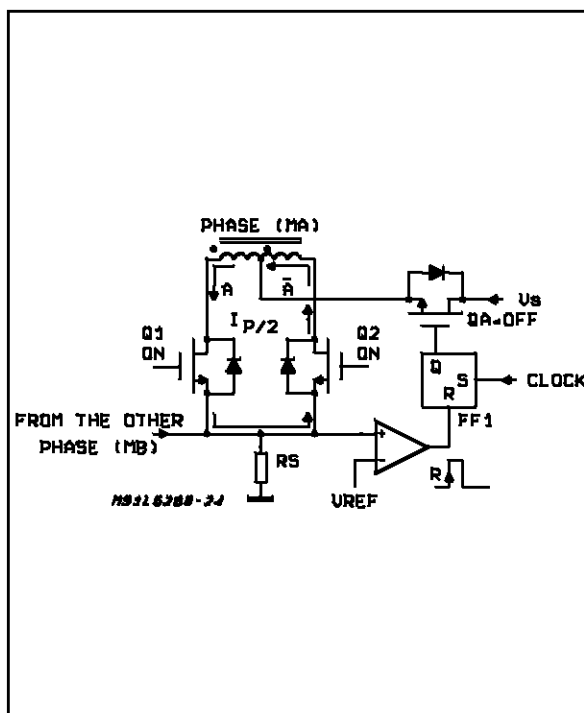 PHASE (MA)
A
Ā
Vs
QA=OFF
Q1
ON
I P/2
Q2
ON
Q
S
R
CLOCK
FF1
FROM THE OTHER
PHASE (MB)
+
-
RS
VREF
R